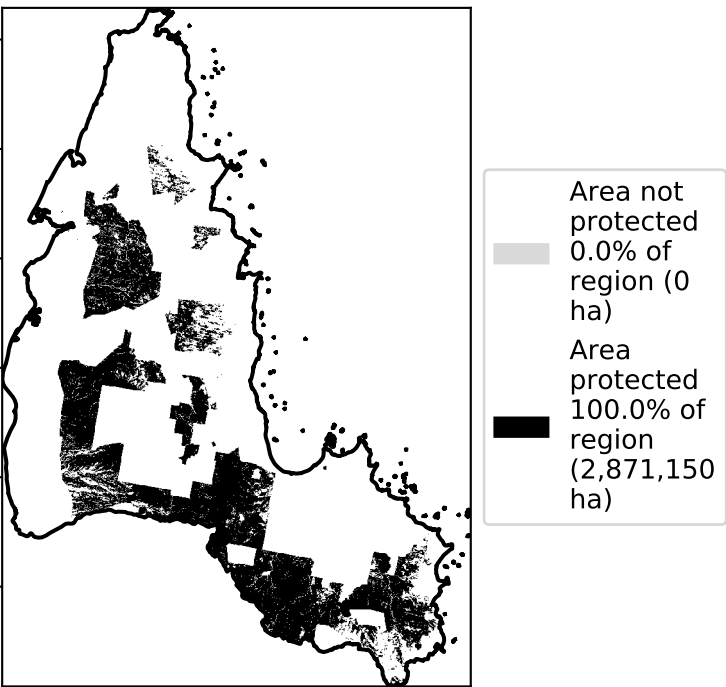 Area not
protected
0.0% of
region (0
ha)
Area
protected
100.0% of
region
(2,871,150
ha)